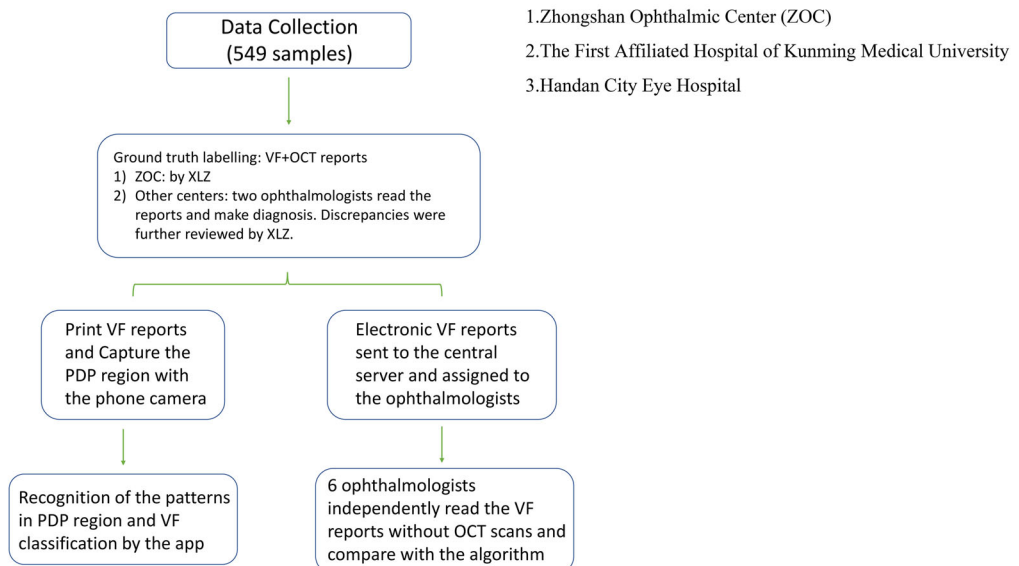 Data Collection
(549 samples)
1.Zhongshan Ophthalmic Center (ZOC)
2.The First Affiliated Hospital of Kunming Medical University
3.Handan City Eye Hospital
Ground truth labelling: VF+OCT reports
1) ZOC: by XLZ
2) Other centers: two ophthalmologists read the
reports and make diagnosis. Discrepancies were
further reviewed by XLZ.
Print VF reports
and Capture the
PDP region with
the phone camera
Electronic VF reports
sent to the central
server and assigned to
the ophthalmologists
Recognition of the patterns
in PDP region and VF
classification by the app
6 ophthalmologists
independently read the VF
reports without OCT scans and
compare with the algorithm